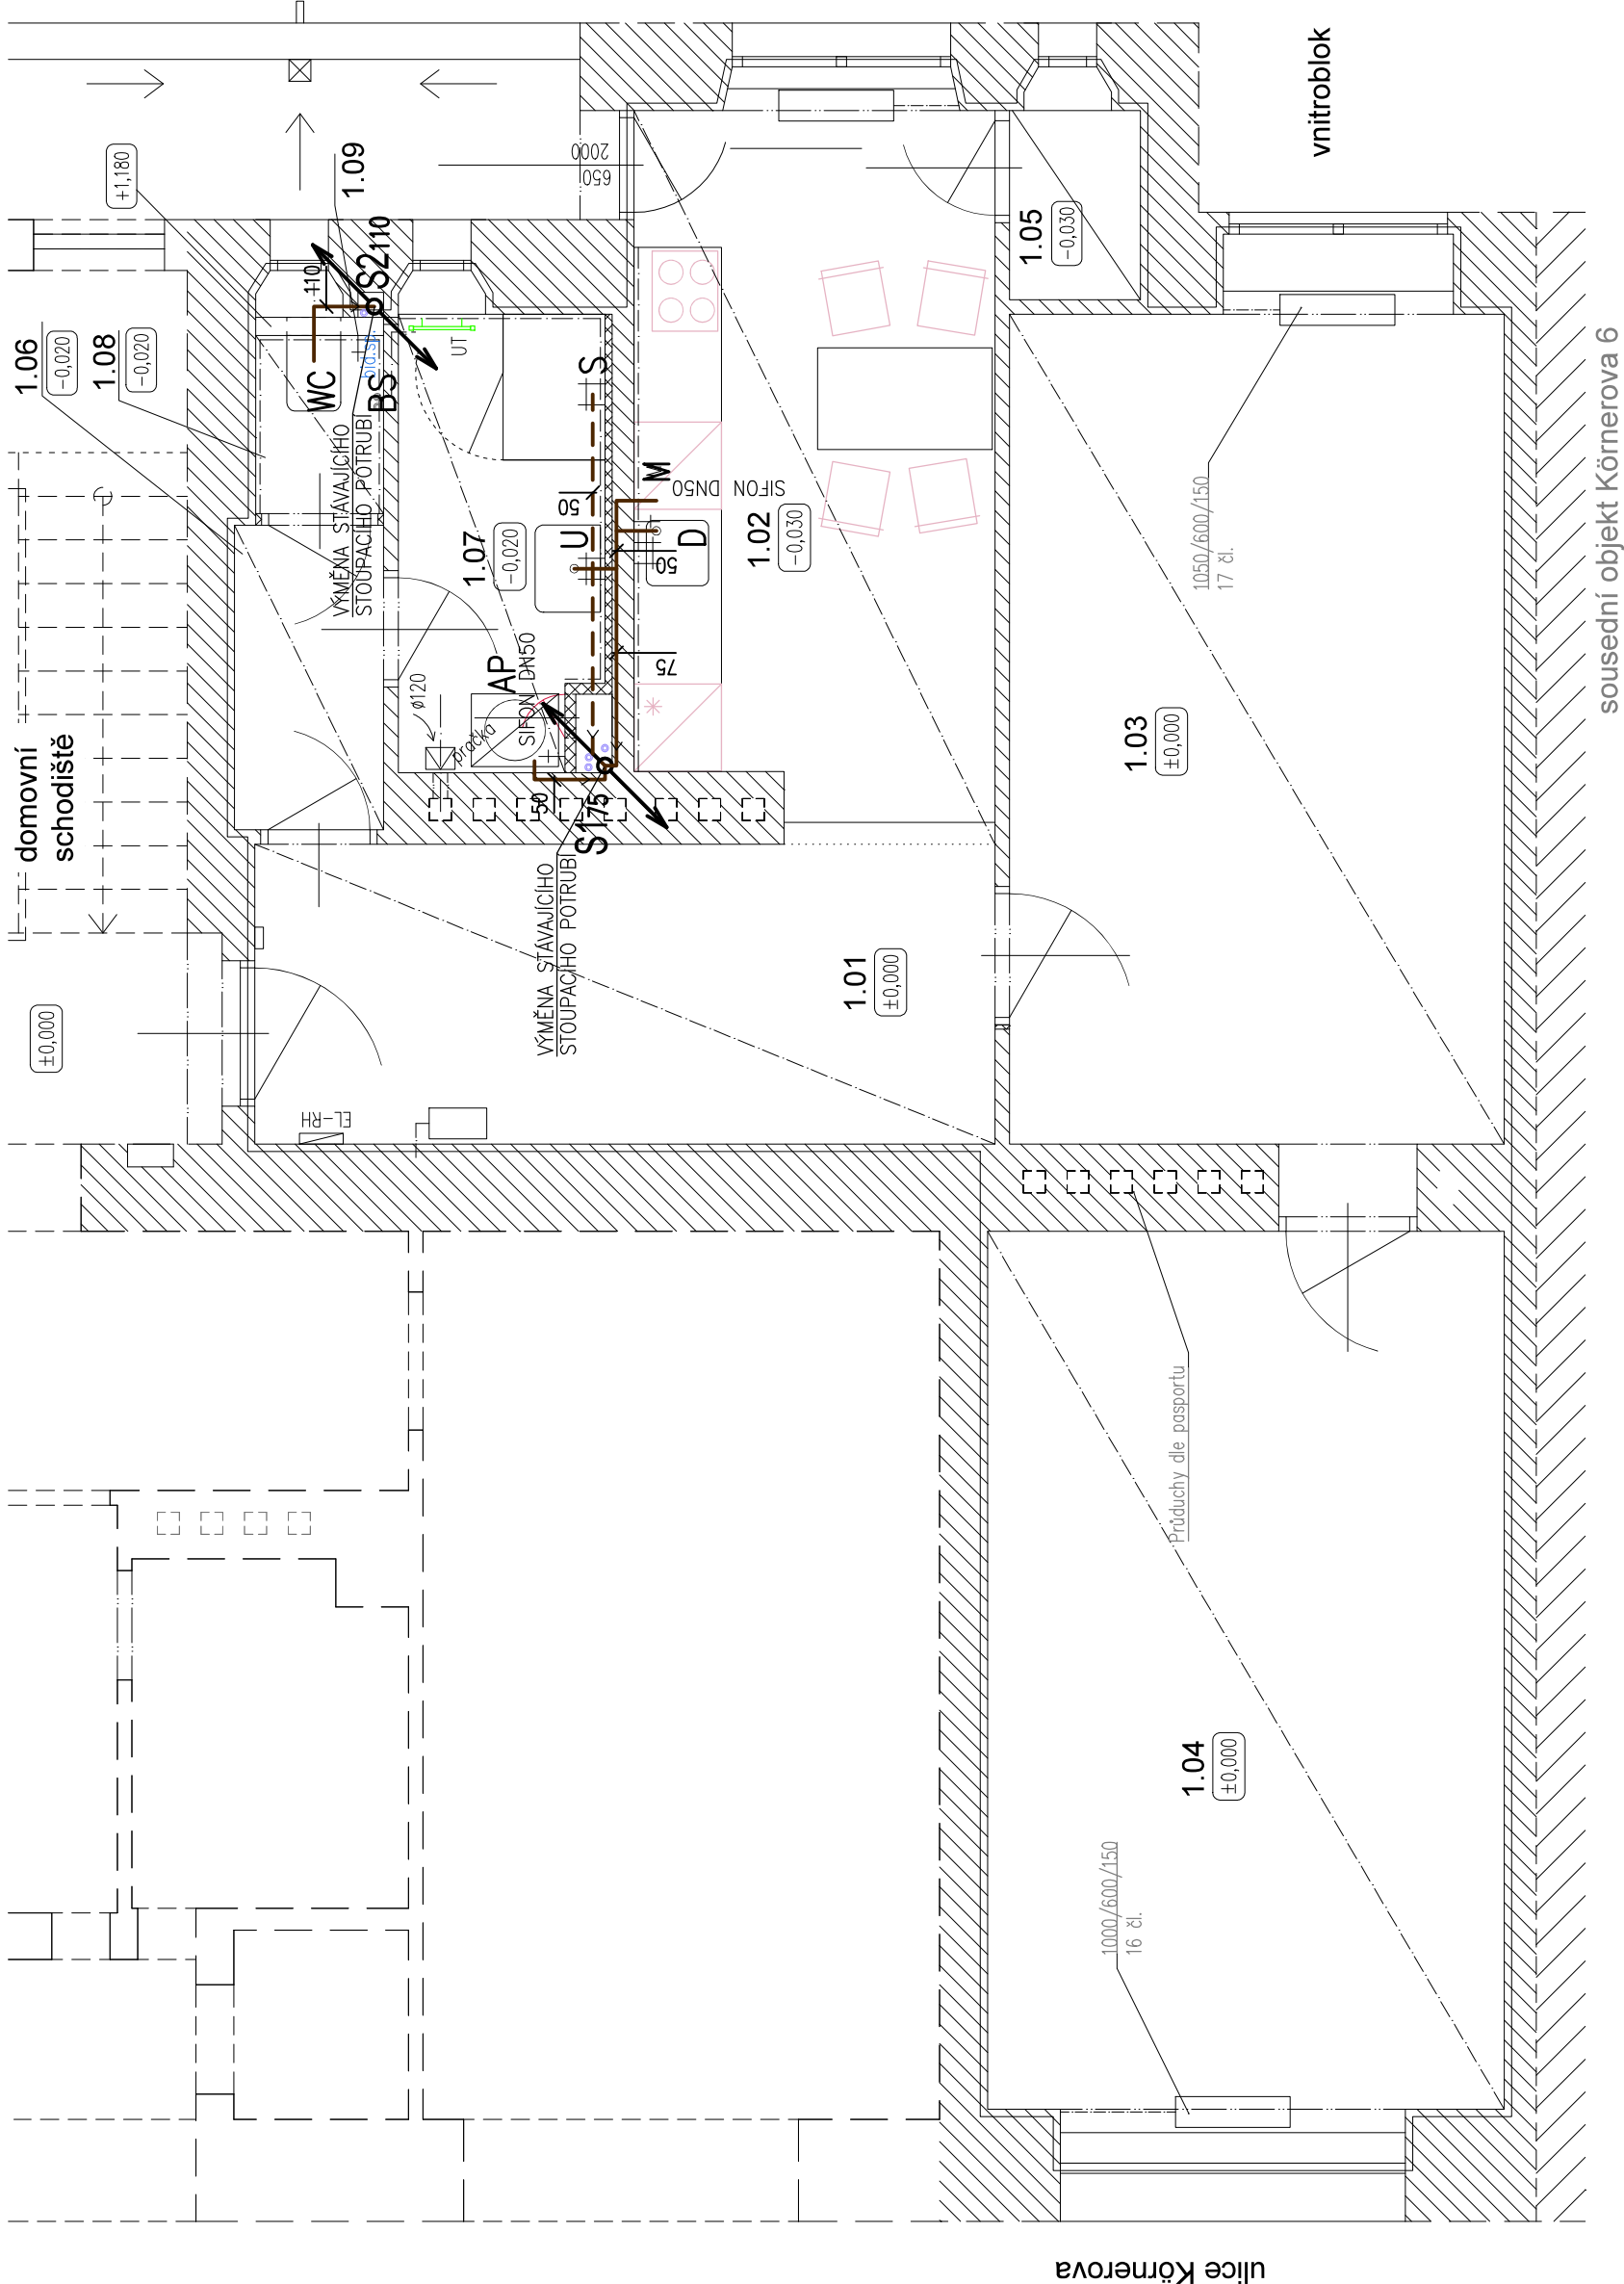 vnitroblok
sousední objekt Körnerova 6
+1,180
1.09
2000
650
1.06
-0,020
1.08
-0,020
110
S2110
WC
BS
bid.sp.
UT
VÝMĚNA STÁVAJÍCÍHO
STOUPACÍHO POTRUBÍ
1.05
-0,030
S
M
SIFON DN50
50
U
D
50
1.07
-0,020
1.02
-0,030
1050/600/150
17 čl.
AP
SIFON DN50
75
ø120
pračka
50
S175
VÝMĚNA STÁVAJÍCÍHO
STOUPACÍHO POTRUBÍ
1.03
±0,000
domovní
schodiště
±0,000
1.01
±0,000
EL-RH
Průduchy dle pasportu
1.04
±0,000
1000/600/150
16 čl.
ulice Körnerova